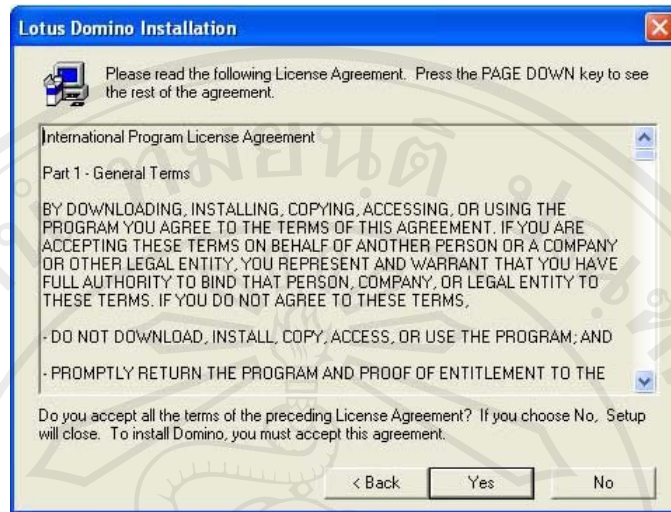 Lotus Domino Installation
Please read the following License Agreement. Press the PAGE DOWN key to see
the rest of the agreement.
International Program License Agreement
Part 1 - General Terms
BY DOWNLOADING, INSTALLING, COPYING, ACCESSING, OR USING THE
PROGRAM YOU AGREE TO THE TERMS OF THIS AGREEMENT. IF YOU ARE
ACCEPTING THESE TERMS ON BEHALF OF ANOTHER PERSON OR A COMPANY
OR OTHER LEGAL ENTITY, YOU REPRESENT AND WARRANT THAT YOU HAVE
FULL AUTHORITY TO BIND THAT PERSON, COMPANY, OR LEGAL ENTITY TO
THESE TERMS. IF YOU DO NOT AGREE TO THESE TERMS,
- DO NOT DOWNLOAD, INSTALL, COPY, ACCESS, OR USE THE PROGRAM; AND
- PROMPTLY RETURN THE PROGRAM AND PROOF OF ENTITLEMENT TO THE
Do you accept all the terms of the preceding License Agreement? If you choose No, Setup
will close. To install Domino, you must accept this agreement.
< Back
Yes
No